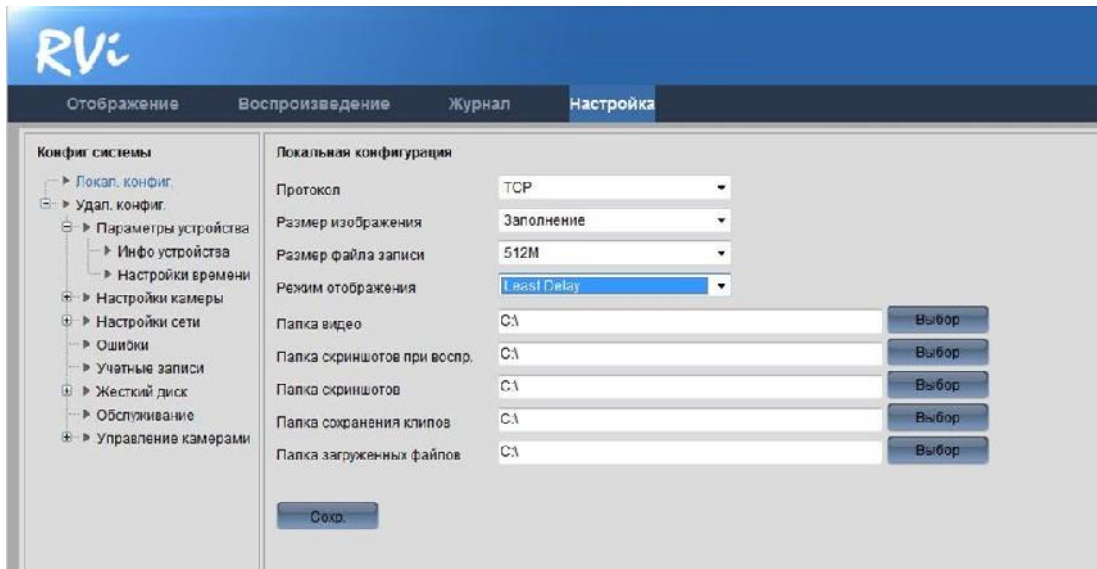 RVi
Отображение Воспроизведение Журнал Настройка
Конфиг системы
Локал. конфиг.
Удал. конфиг.
Параметры устройства
Инфо устройства
Настройки времени
Настройки камеры
Настройки сети
Ошибки
Учетные записи
Жесткий диск
Обслуживание
Управление камерами
Локальная конфигурация
Протокол TCP
Размер изображения Заполнение
Размер файла записи 512M
Режим отображения Least Delay
Папка видео C:\ Выбор
Папка скриншотов при воспр. C:\ Выбор
Папка скриншотов C:\ Выбор
Папка сохранения клипов C:\ Выбор
Папка загруженных файлов C:\ Выбор
Сохр.